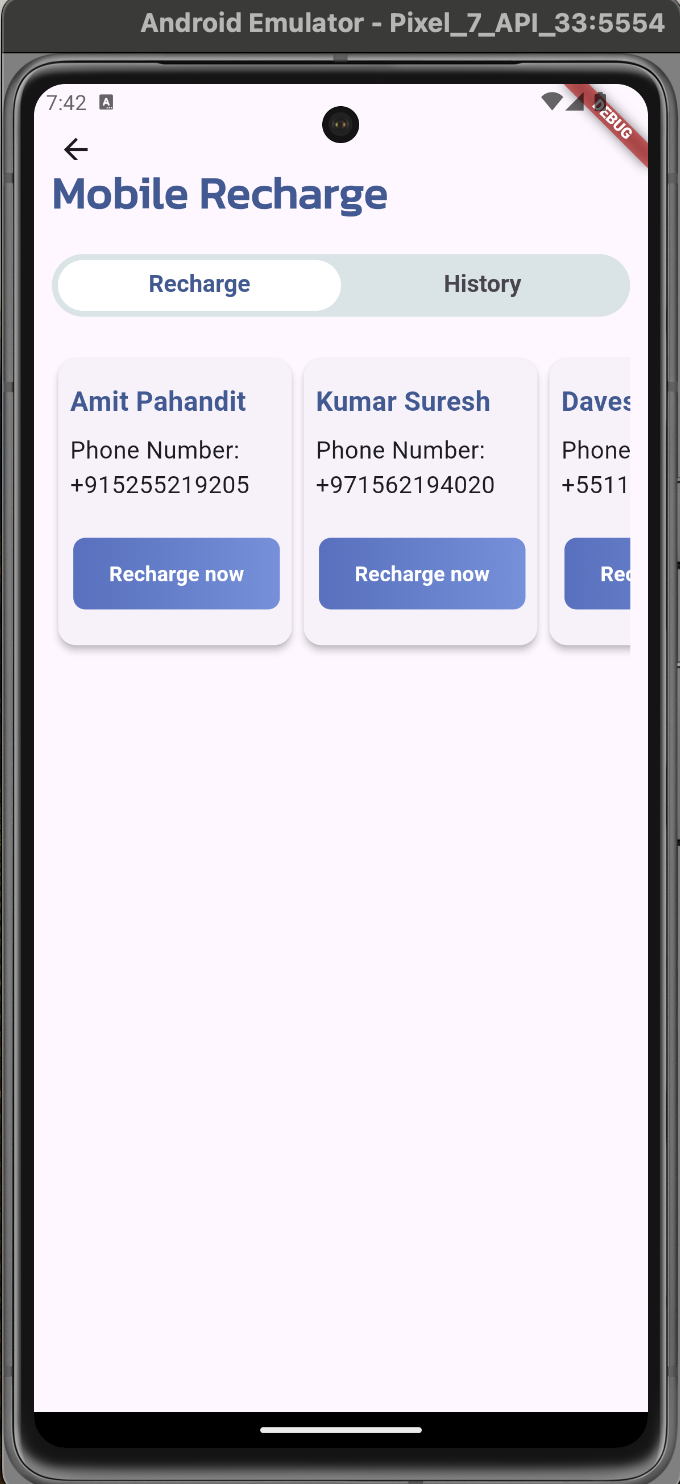 Android Emulator - Pixel_7_API_33:5554
7:42 A
DEBUG
Mobile Recharge
Recharge History
Amit Pahandit Kumar Suresh Daves
Phone Number: Phone Number: Phone
+915255219205 +971562194020 +5511
Recharge now Recharge now Rec